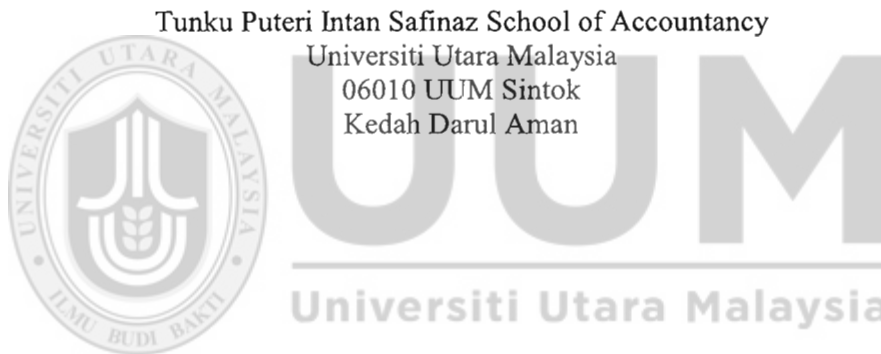 Tunku Puteri Intan Safinaz School of Accountancy
Universiti Utara Malaysia
06010 UUM Sintok
Kedah Darul Aman
UNIVERSITI UTARA MALAYSIA
ILMU BUDI BAKTI
UUM
Universiti Utara Malaysia